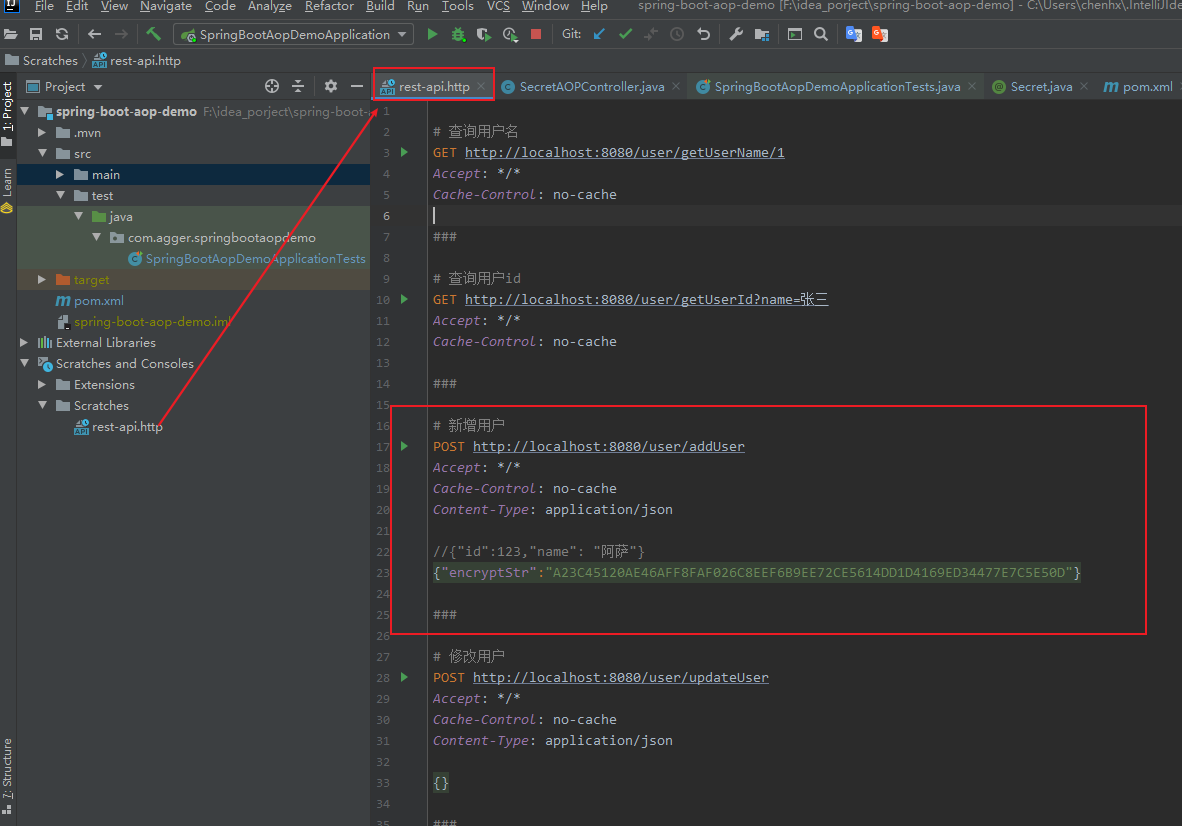 File Edit View Navigate Code Analyze Refactor Build Run Tools VCS Window Help spring-boot-aop-demo [F:\idea_porject\spring-boot-aop-demo] - C:\Users\chenhx\.IntelliJIde
SpringBootAopDemoApplication
Git:
Scratches
rest-api.http
Project
rest-api.http
SecretAOPController.java
SpringBootAopDemoApplicationTests.java
Secret.java
pom.xml
1: Project
Learn
7: Structure
spring-boot-aop-demo F:\idea_porject\spring-boot-
.mvn
src
main
test
java
com.agger.springbootaopdemo
SpringBootAopDemoApplicationTests
target
pom.xml
spring-boot-aop-demo.iml
External Libraries
Scratches and Consoles
Extensions
Scratches
rest-api.http
1
2 # 查询用户名
3 GET http://localhost:8080/user/getUserName/1
4 Accept: */*
5 Cache-Control: no-cache
6
7 ###
8
9 # 查询用户id
10 GET http://localhost:8080/user/getUserId?name=张三
11 Accept: */*
12 Cache-Control: no-cache
13
14 ###
15
16 # 新增用户
17 POST http://localhost:8080/user/addUser
18 Accept: */*
19 Cache-Control: no-cache
20 Content-Type: application/json
21
22 //{"id":123,"name": "阿萨"}
23 {"encryptStr":"A23C45120AE46AFF8FAF026C8EEF6B9EE72CE5614DD1D4169ED34477E7C5E50D"}
24
25 ###
26
27 # 修改用户
28 POST http://localhost:8080/user/updateUser
29 Accept: */*
30 Cache-Control: no-cache
31 Content-Type: application/json
32
33 {}
34
35 ###